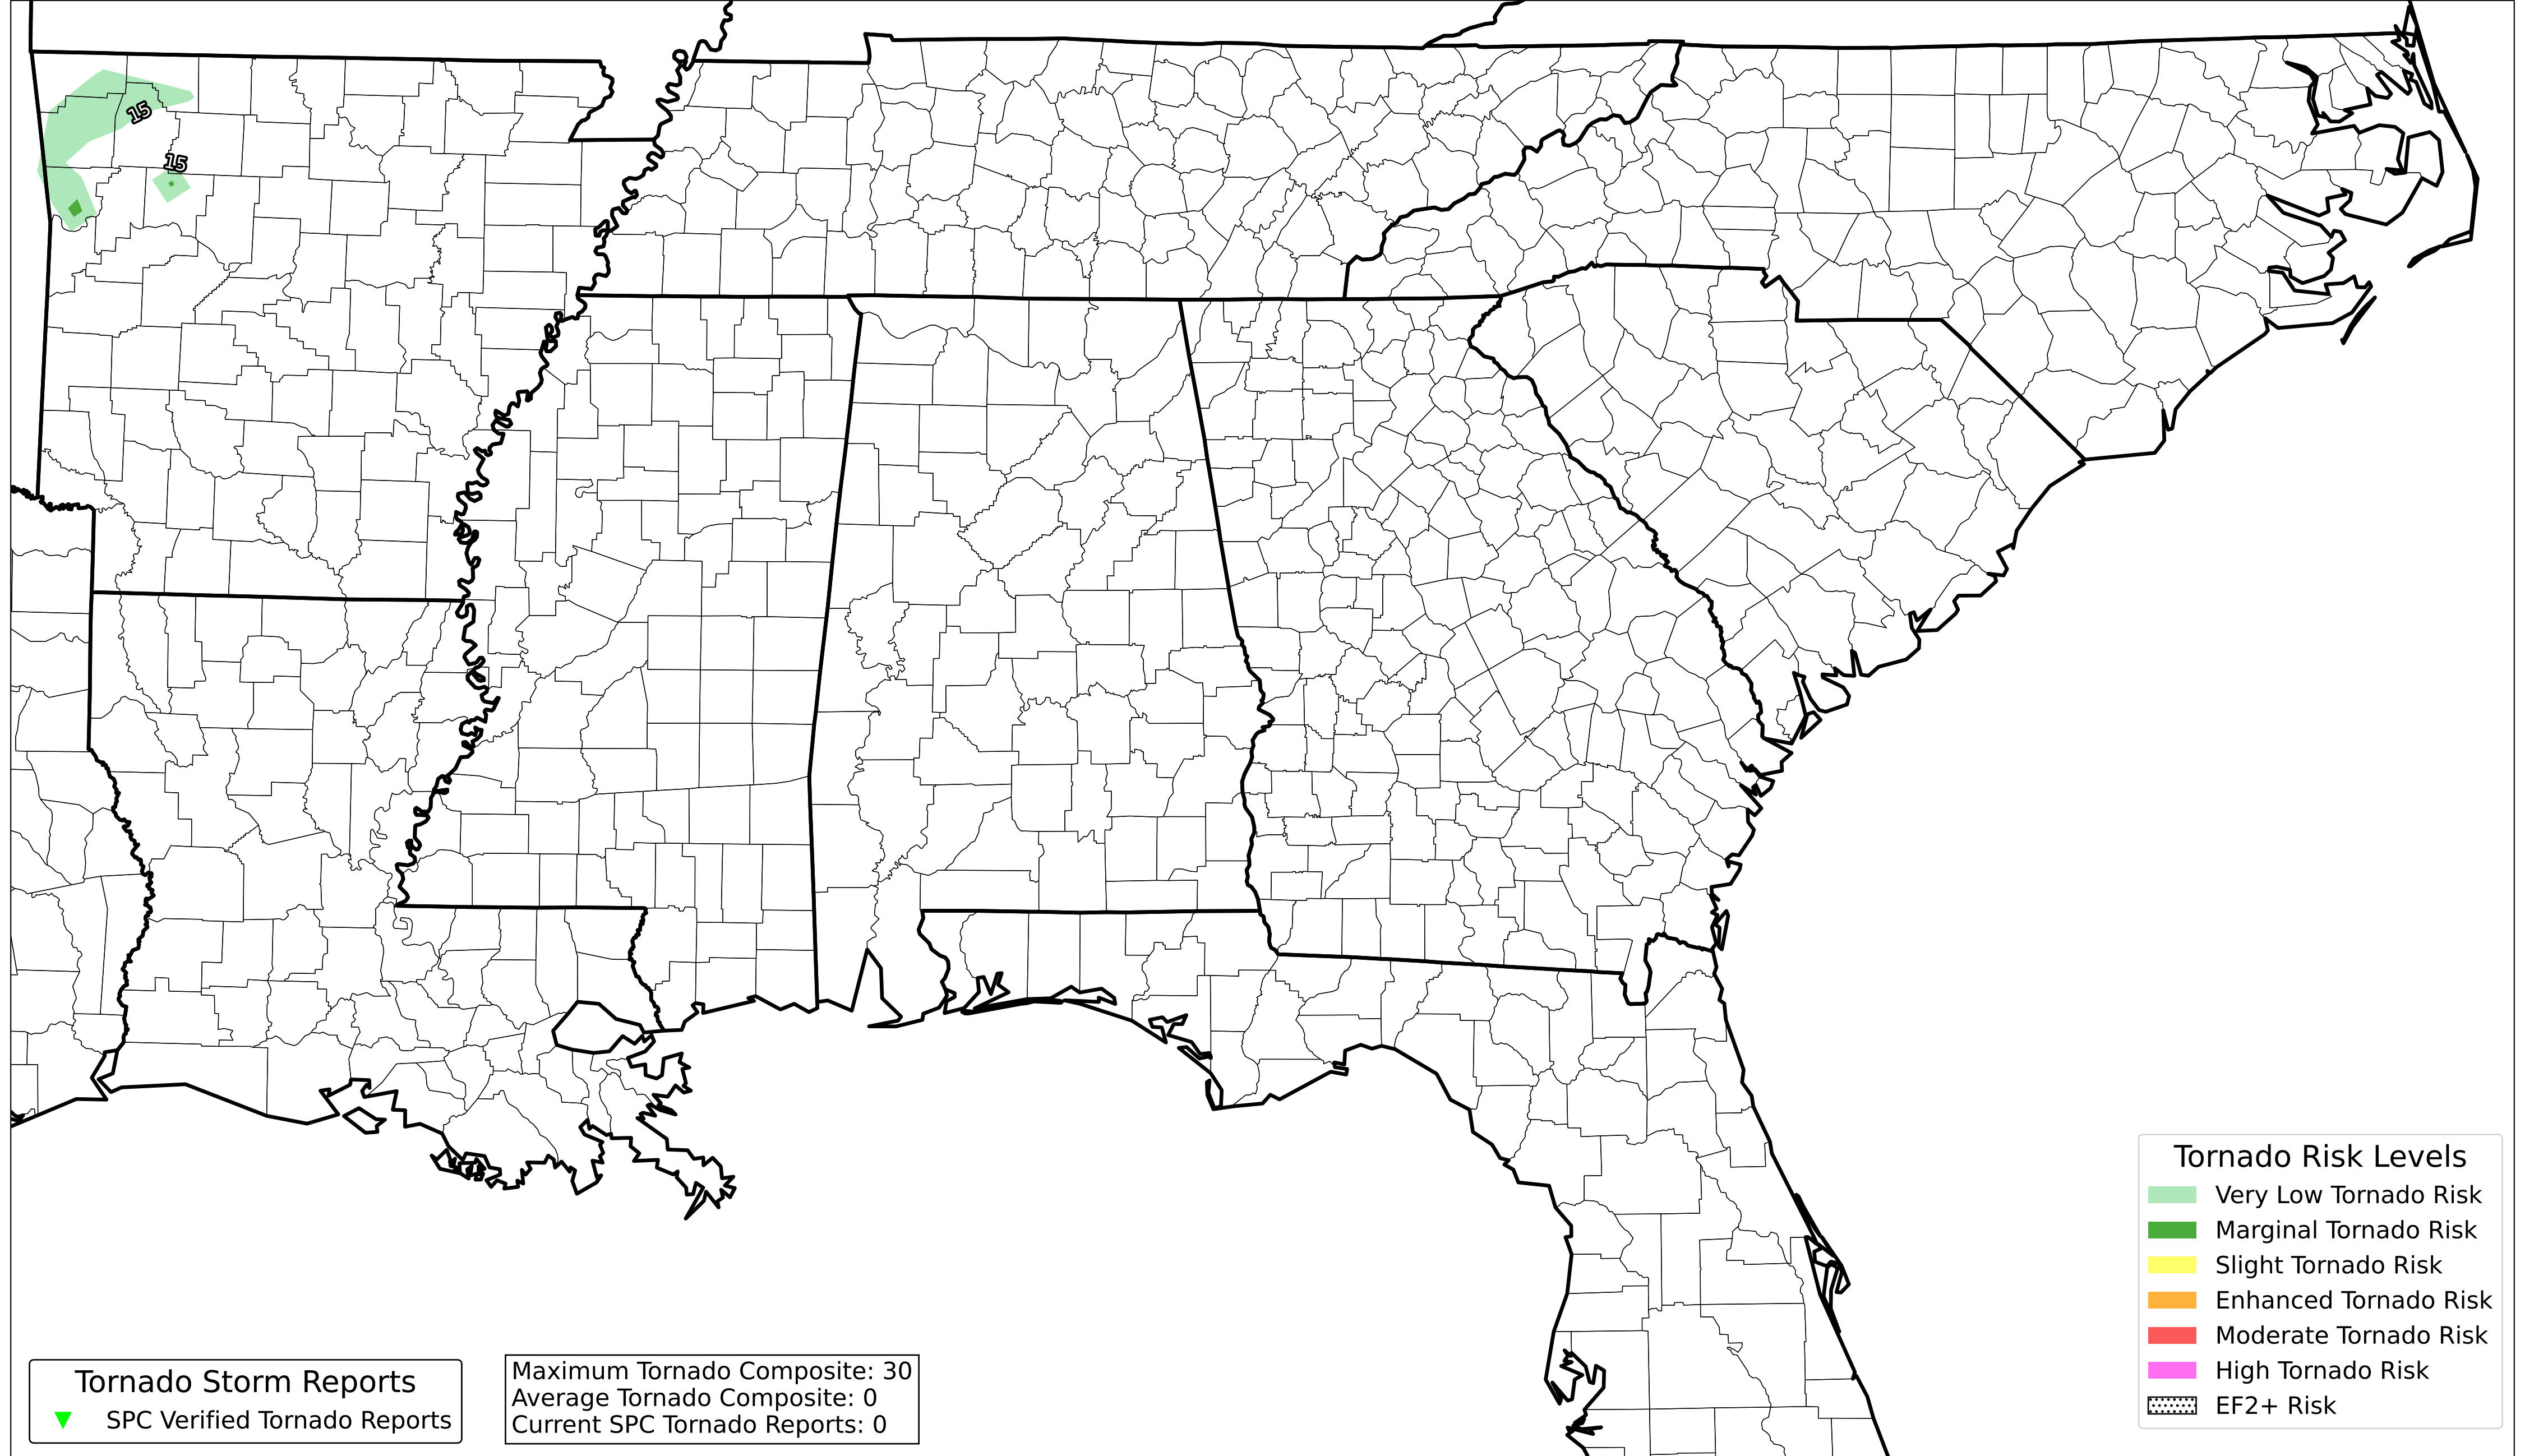 15
15
Tornado Risk Levels
Very Low Tornado Risk
Marginal Tornado Risk
Slight Tornado Risk
Enhanced Tornado Risk
Moderate Tornado Risk
High Tornado Risk
EF2+ Risk
Tornado Storm Reports
SPC Verified Tornado Reports
Maximum Tornado Composite: 30
Average Tornado Composite: 0
Current SPC Tornado Reports: 0